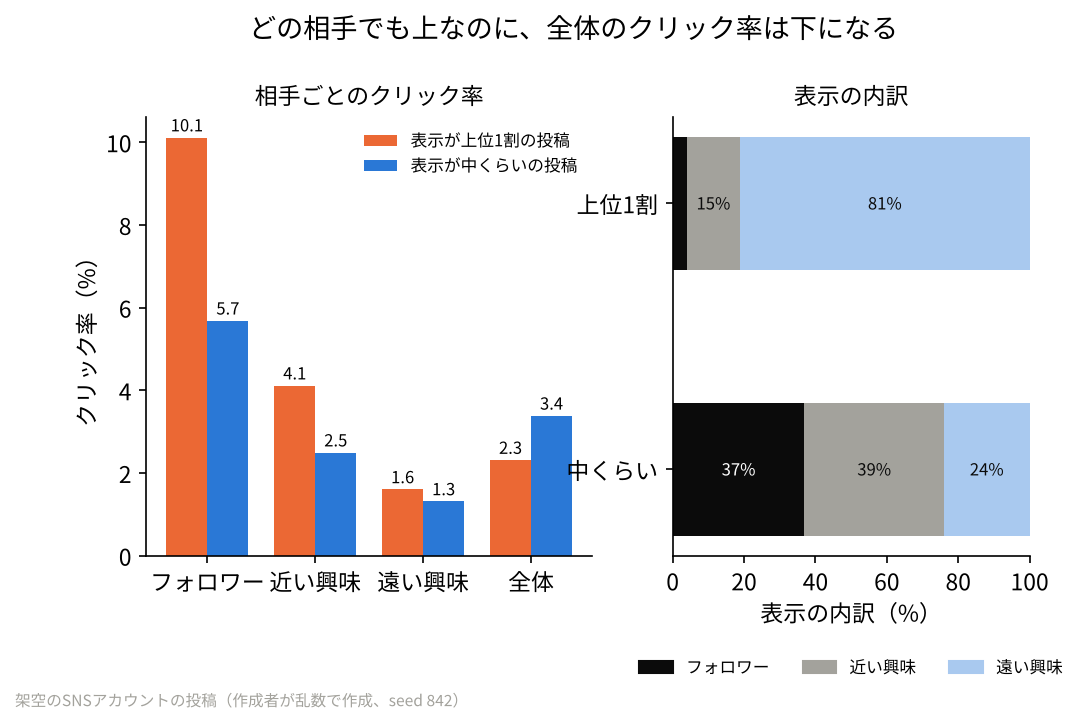 どの相手でも上なのに、全体のクリック率は下になる
相手ごとのクリック率
クリック率（%）
10
8
6
4
2
0
表示が上位1割の投稿
表示が中くらいの投稿
10.1
5.7
4.1
2.5
1.6
1.3
2.3
3.4
フォロワー
近い興味
遠い興味
全体
表示の内訳
上位1割
15%
81%
中くらい
37%
39%
24%
0
20
40
60
80
100
表示の内訳（%）
フォロワー
近い興味
遠い興味
架空のSNSアカウントの投稿（作成者が乱数で作成、seed 842）